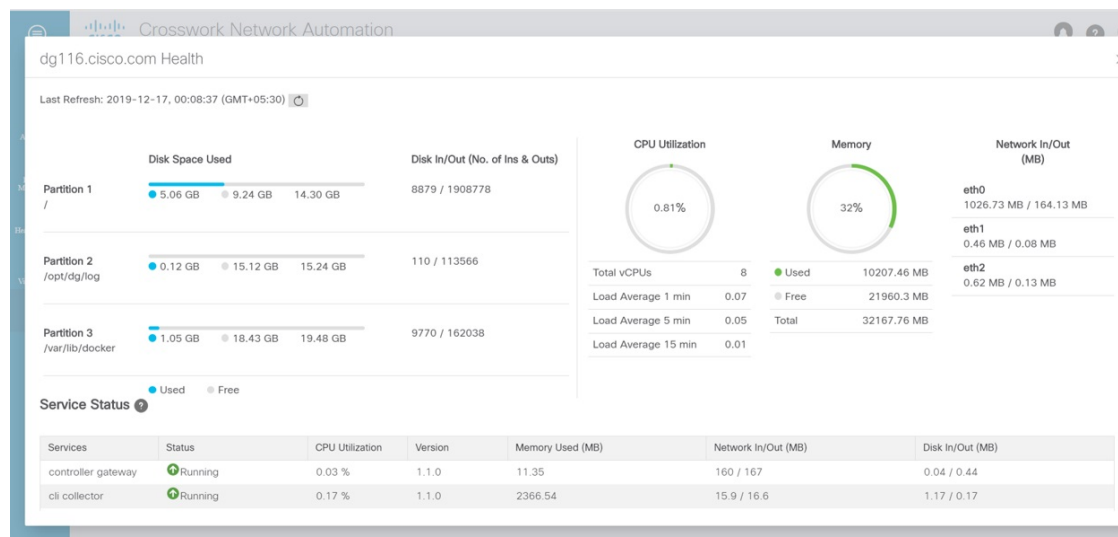 Crosswork Network Automation
dg116.cisco.com Health
Last Refresh: 2019-12-17, 00:08:37 (GMT+05:30)
Disk Space Used
Disk In/Out (No. of Ins & Outs)
Partition 1
/
5.06 GB 9.24 GB 14.30 GB
8879 / 1908778
Partition 2
/opt/dg/log
0.12 GB 15.12 GB 15.24 GB
110 / 113566
Partition 3
/var/lib/docker
1.05 GB 18.43 GB 19.48 GB
9770 / 162038
Used Free
CPU Utilization
0.81%
Total vCPUs 8
Load Average 1 min 0.07
Load Average 5 min 0.05
Load Average 15 min 0.01
Memory
32%
Used 10207.46 MB
Free 21960.3 MB
Total 32167.76 MB
Network In/Out
(MB)
eth0
1026.73 MB / 164.13 MB
eth1
0.46 MB / 0.08 MB
eth2
0.62 MB / 0.13 MB
Service Status ?
Services Status CPU Utilization Version Memory Used (MB) Network In/Out (MB) Disk In/Out (MB)
controller gateway Running 0.03 % 1.1.0 11.35 160 / 167 0.04 / 0.44
cli collector Running 0.17 % 1.1.0 2366.54 15.9 / 16.6 1.17 / 0.17